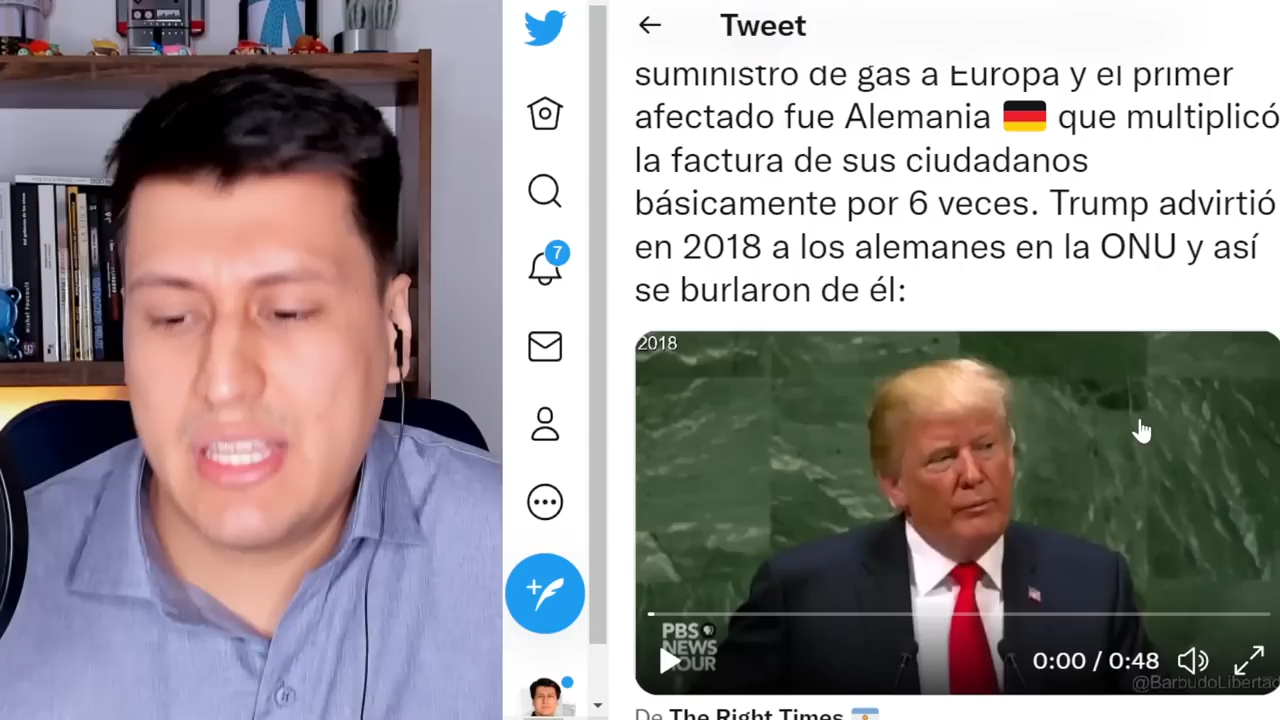 Tweet
suministro de gas a Europa y el primer
afectado fue Alemania 🇩🇪 que multiplicó
la factura de sus ciudadanos
básicamente por 6 veces. Trump advirtió
en 2018 a los alemanes en la ONU y así
se burlaron de él:
7
2018
PBS
NEWS
HOUR
0:00 / 0:48
@BarbudoLibertad
De The Right Times
Michel Foucault